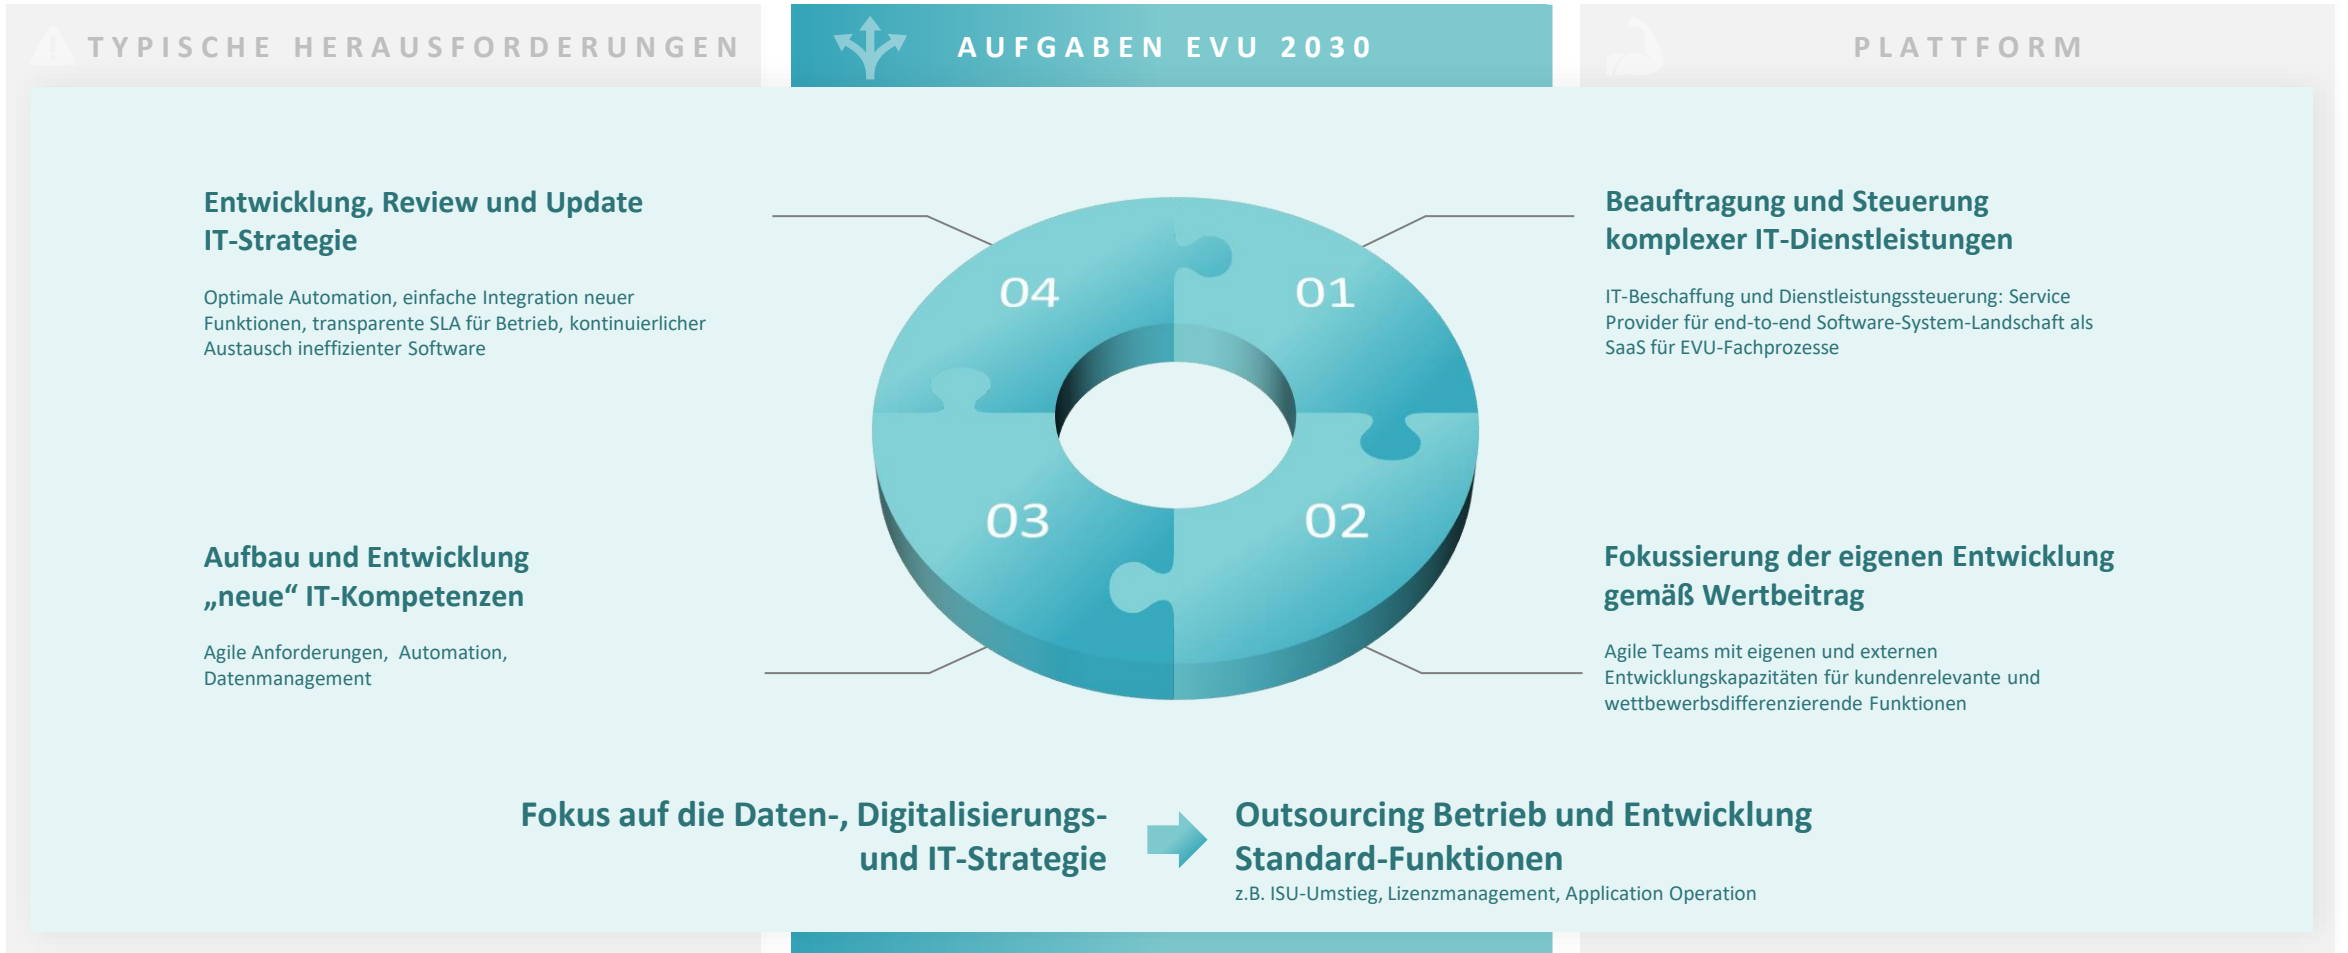 TYPISCHE HERAUSFORDERUNGEN
AUFGABEN EVU 2030
PLATTFORM
Entwicklung, Review und Update
IT-Strategie
Optimale Automation, einfache Integration neuer
Funktionen, transparente SLA für Betrieb, kontinuierlicher
Austausch ineffizienter Software
04
01
Beauftragung und Steuerung
komplexer IT-Dienstleistungen
IT-Beschaffung und Dienstleistungssteuerung: Service
Provider für end-to-end Software-System-Landschaft als
SaaS für EVU-Fachprozesse
Aufbau und Entwicklung
„neue“ IT-Kompetenzen
Agile Anforderungen, Automation,
Datenmanagement
03
02
Fokussierung der eigenen Entwicklung
gemäß Wertbeitrag
Agile Teams mit eigenen und externen
Entwicklungskapazitäten für kundenrelevante und
wettbewerbsdifferenzierende Funktionen
Fokus auf die Daten-, Digitalisierungs-
und IT-Strategie
Outsourcing Betrieb und Entwicklung
Standard-Funktionen
z.B. ISU-Umstieg, Lizenzmanagement, Application Operation